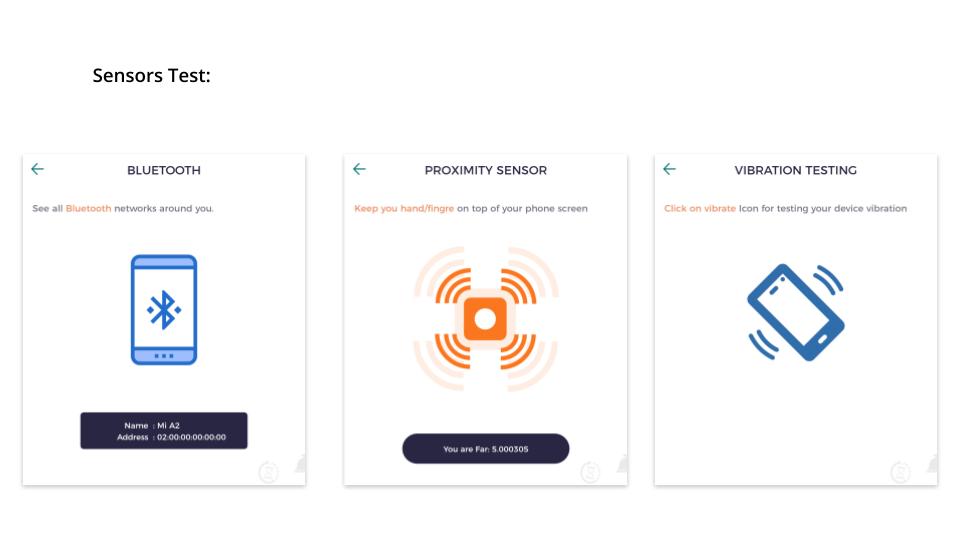 Sensors Test:
BLUETOOTH
See all Bluetooth networks around you.
Name : Mi A2
Address : 02:00:00:00:00:00
PROXIMITY SENSOR
Keep you hand/fingre on top of your phone screen
You are Far: 5.000305
VIBRATION TESTING
Click on vibrate Icon for testing your device vibration